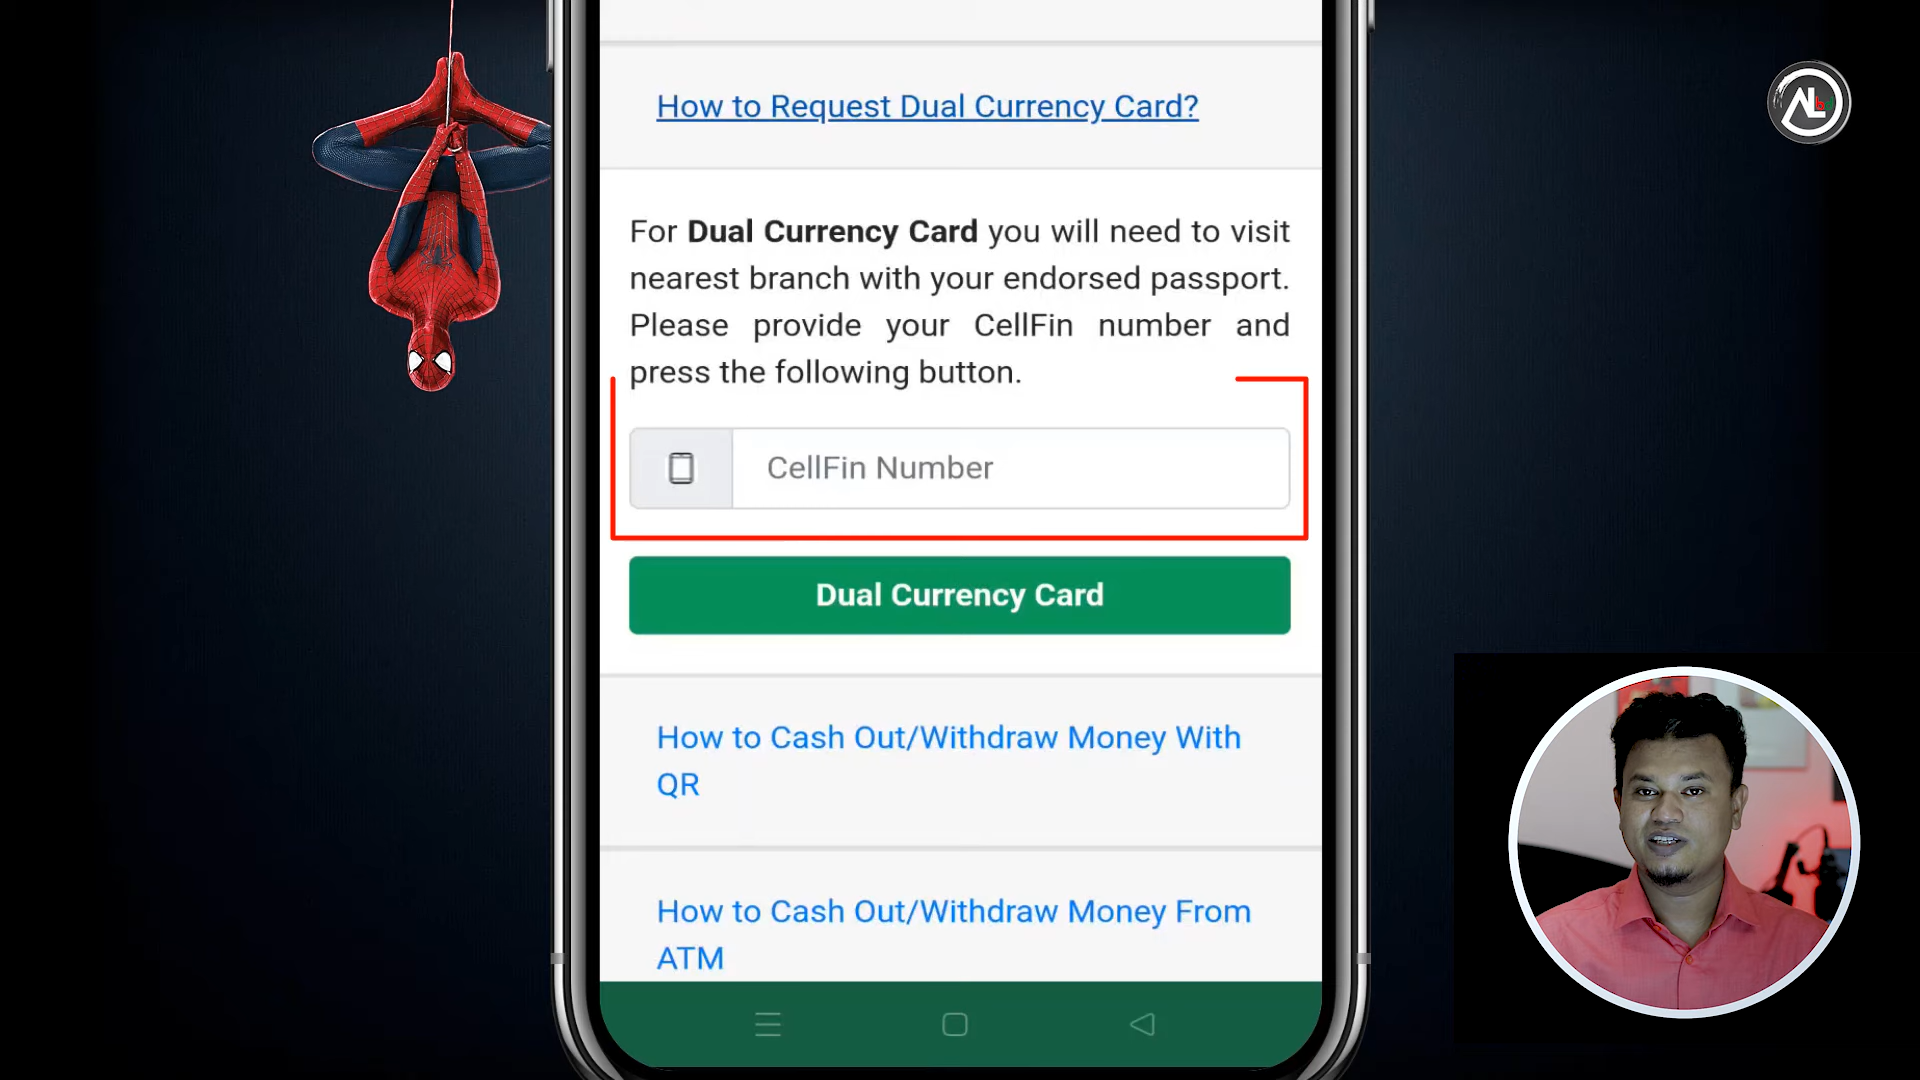 How to Request Dual Currency Card?
For Dual Currency Card you will need to visit
nearest branch with your endorsed passport.
Please provide your CellFin number and
press the following button.
CellFin Number
Dual Currency Card
How to Cash Out/Withdraw Money With
QR
How to Cash Out/Withdraw Money From
ATM